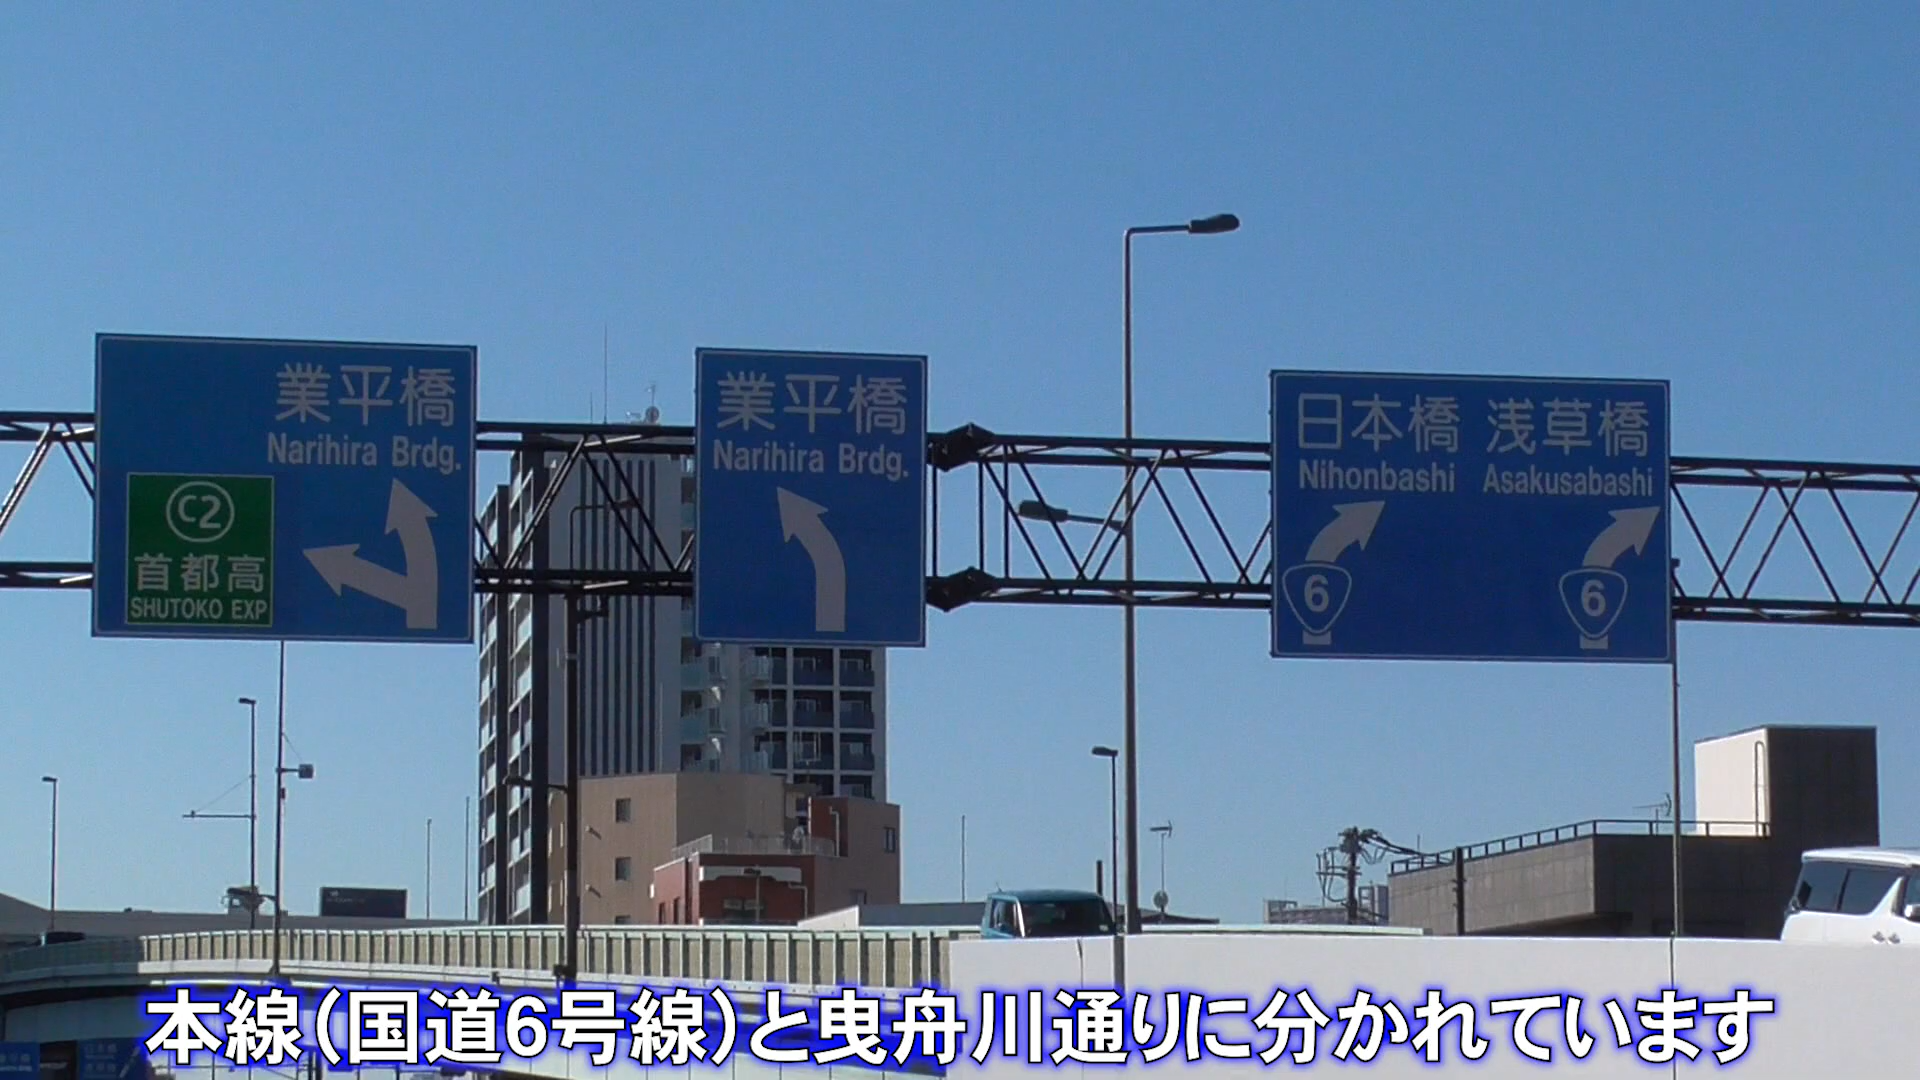 業平橋
Narihira Brdg.
C2
首都高
SHUTOKO EXP
業平橋
Narihira Brdg.
日本橋 浅草橋
Nihonbashi Asakusabashi
6 6
本線(国道6号線)と曳舟川通りに分かれています